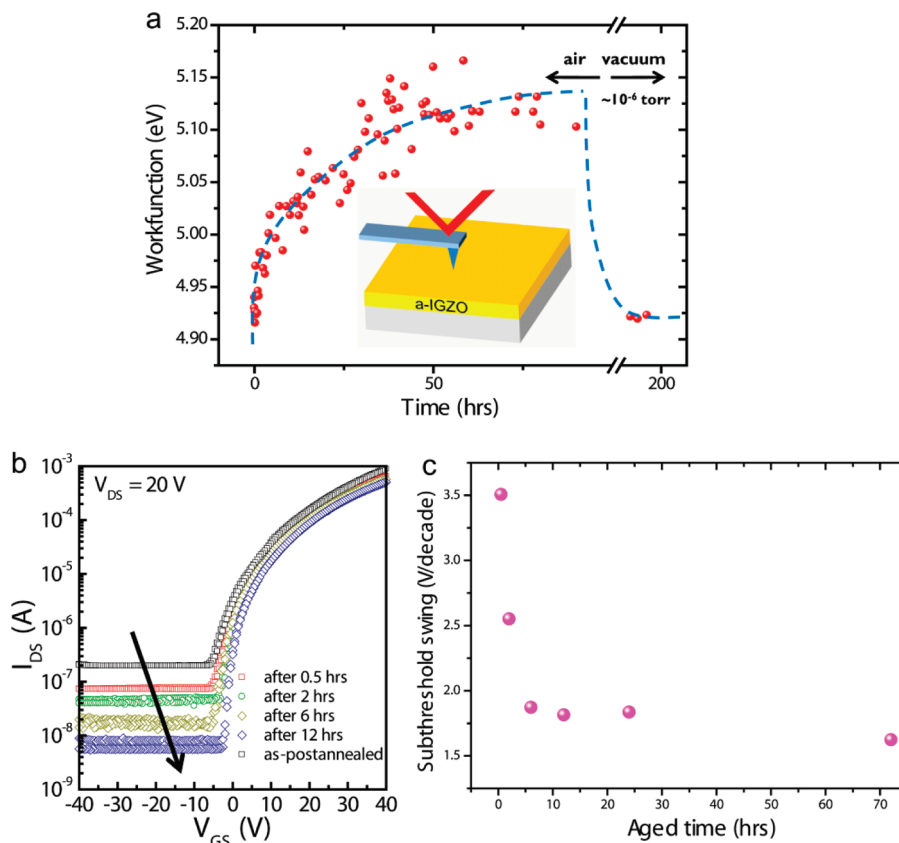 a
5.20
5.15
5.10
5.05
5.00
4.95
4.90
Workfunction (eV)
air vacuum
~10⁻⁶ torr
a-IGZO
0 50 200
Time (hrs)
b
V_DS = 20 V
10⁻³
10⁻⁴
10⁻⁵
10⁻⁶
10⁻⁷
10⁻⁸
10⁻⁹
I_DS (A)
after 0.5 hrs
after 2 hrs
after 6 hrs
after 12 hrs
as-postannealed
-40 -30 -20 -10 0 10 20 30 40
V_GS (V)
c
3.5
2.5
1.5
Subthreshold swing (V/decade)
0 10 20 30 40 50 60 70
Aged time (hrs)